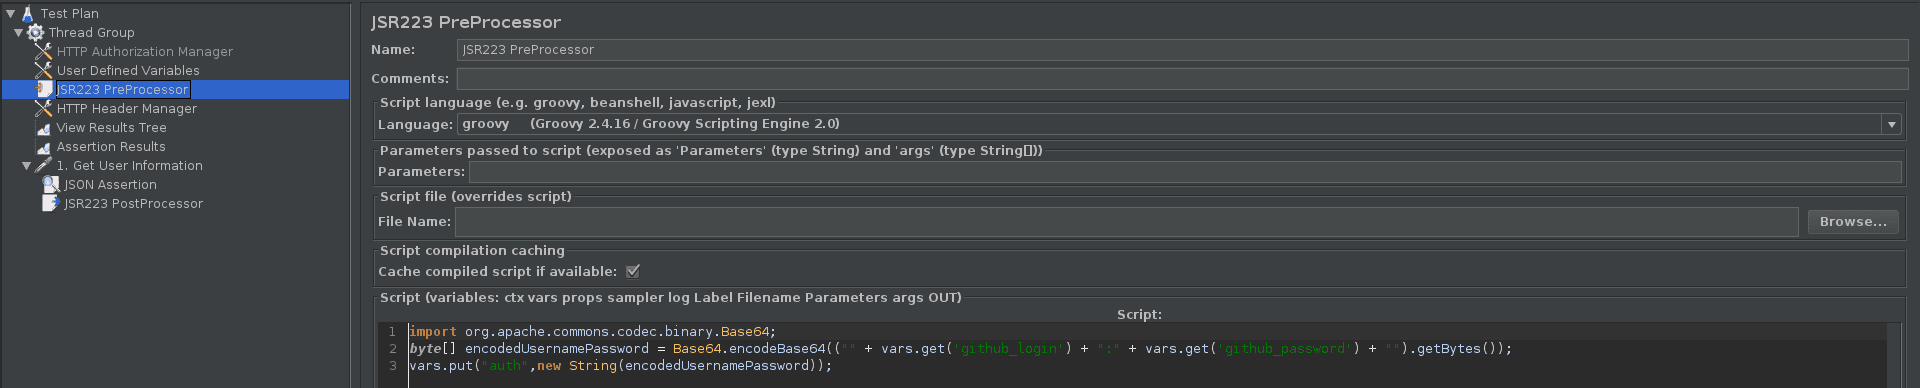 Test Plan
Thread Group
HTTP Authorization Manager
User Defined Variables
JSR223 PreProcessor
HTTP Header Manager
View Results Tree
Assertion Results
1. Get User Information
JSON Assertion
JSR223 PostProcessor
JSR223 PreProcessor
Name: JSR223 PreProcessor
Comments:
Script language (e.g. groovy, beanshell, javascript, jexl)
Language: groovy (Groovy 2.4.16 / Groovy Scripting Engine 2.0)
Parameters passed to script (exposed as 'Parameters' (type String) and 'args' (type String[]))
Parameters:
Script file (overrides script)
File Name: Browse...
Script compilation caching
Cache compiled script if available:
Script (variables: ctx vars props sampler log Label Filename Parameters args OUT)
Script:
1 import org.apache.commons.codec.binary.Base64;
2 byte[] encodedUsernamePassword = Base64.encodeBase64(("" + vars.get('github_login') + ":" + vars.get('github_password') + "").getBytes());
3 vars.put("auth",new String(encodedUsernamePassword));